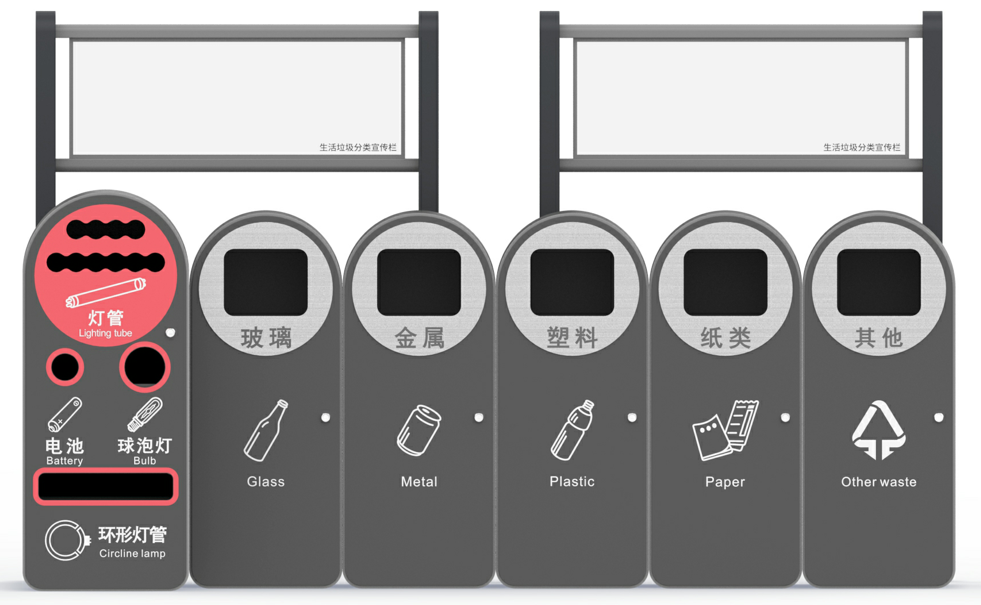 生活垃圾分类宣传栏
生活垃圾分类宣传栏
灯管
Lighting tube
电池
Battery
球泡灯
Bulb
环形灯管
Circline lamp
玻璃
Glass
金属
Metal
塑料
Plastic
纸类
Paper
其他
Other waste